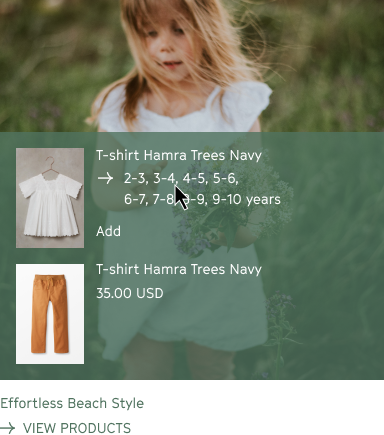 T-shirt Hamra Trees Navy
→ 2-3, 3-4, 4-5, 5-6,
6-7, 7-8, 8-9, 9-10 years
Add
T-shirt Hamra Trees Navy
35.00 USD
Effortless Beach Style
→ VIEW PRODUCTS